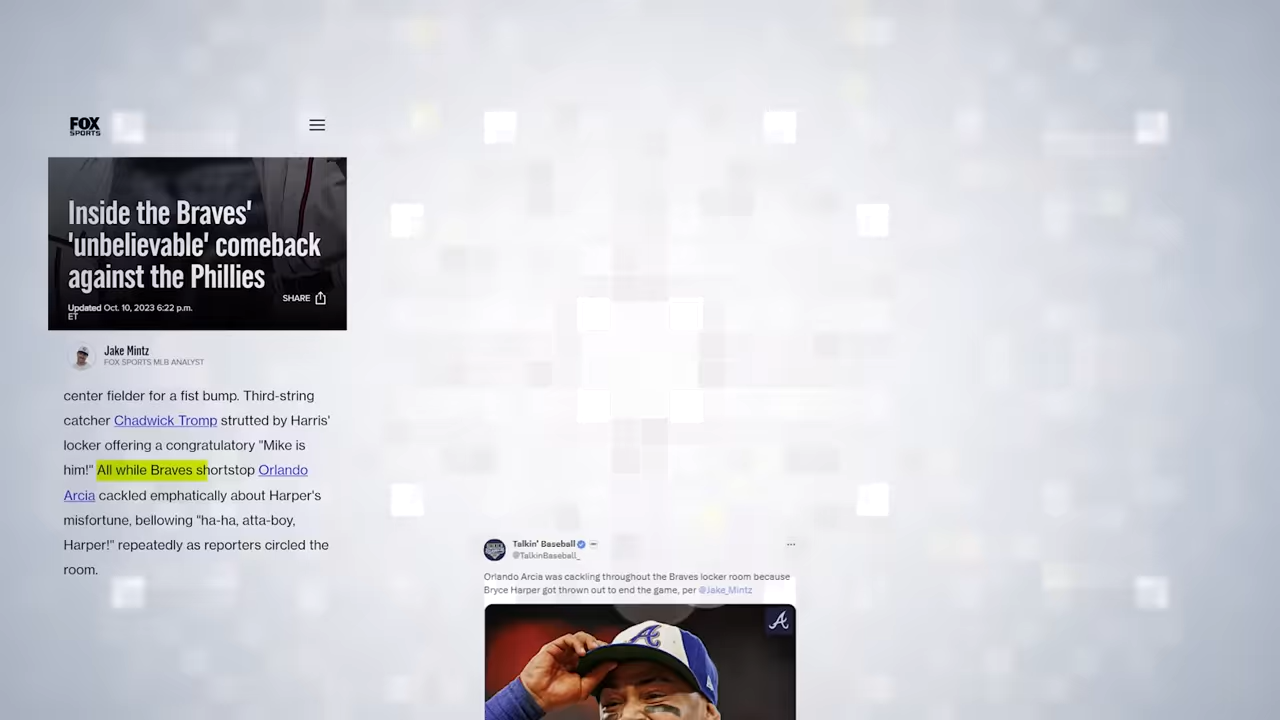 FOX
SPORTS
Inside the Braves'
'unbelievable' comeback
against the Phillies
SHARE
Updated Oct. 10, 2023 6:22 p.m.
ET
Jake Mintz
FOX SPORTS MLB ANALYST
center fielder for a fist bump. Third-string
catcher Chadwick Tromp strutted by Harris'
locker offering a congratulatory "Mike is
him!" All while Braves shortstop Orlando
Arcia cackled emphatically about Harper's
misfortune, bellowing "ha-ha, atta-boy,
Harper!" repeatedly as reporters circled the
room.
Talkin' Baseball
@TalkinBaseball_
Orlando Arcia was cackling throughout the Braves locker room because
Bryce Harper got thrown out to end the game, per @Jake_Mintz
A
A